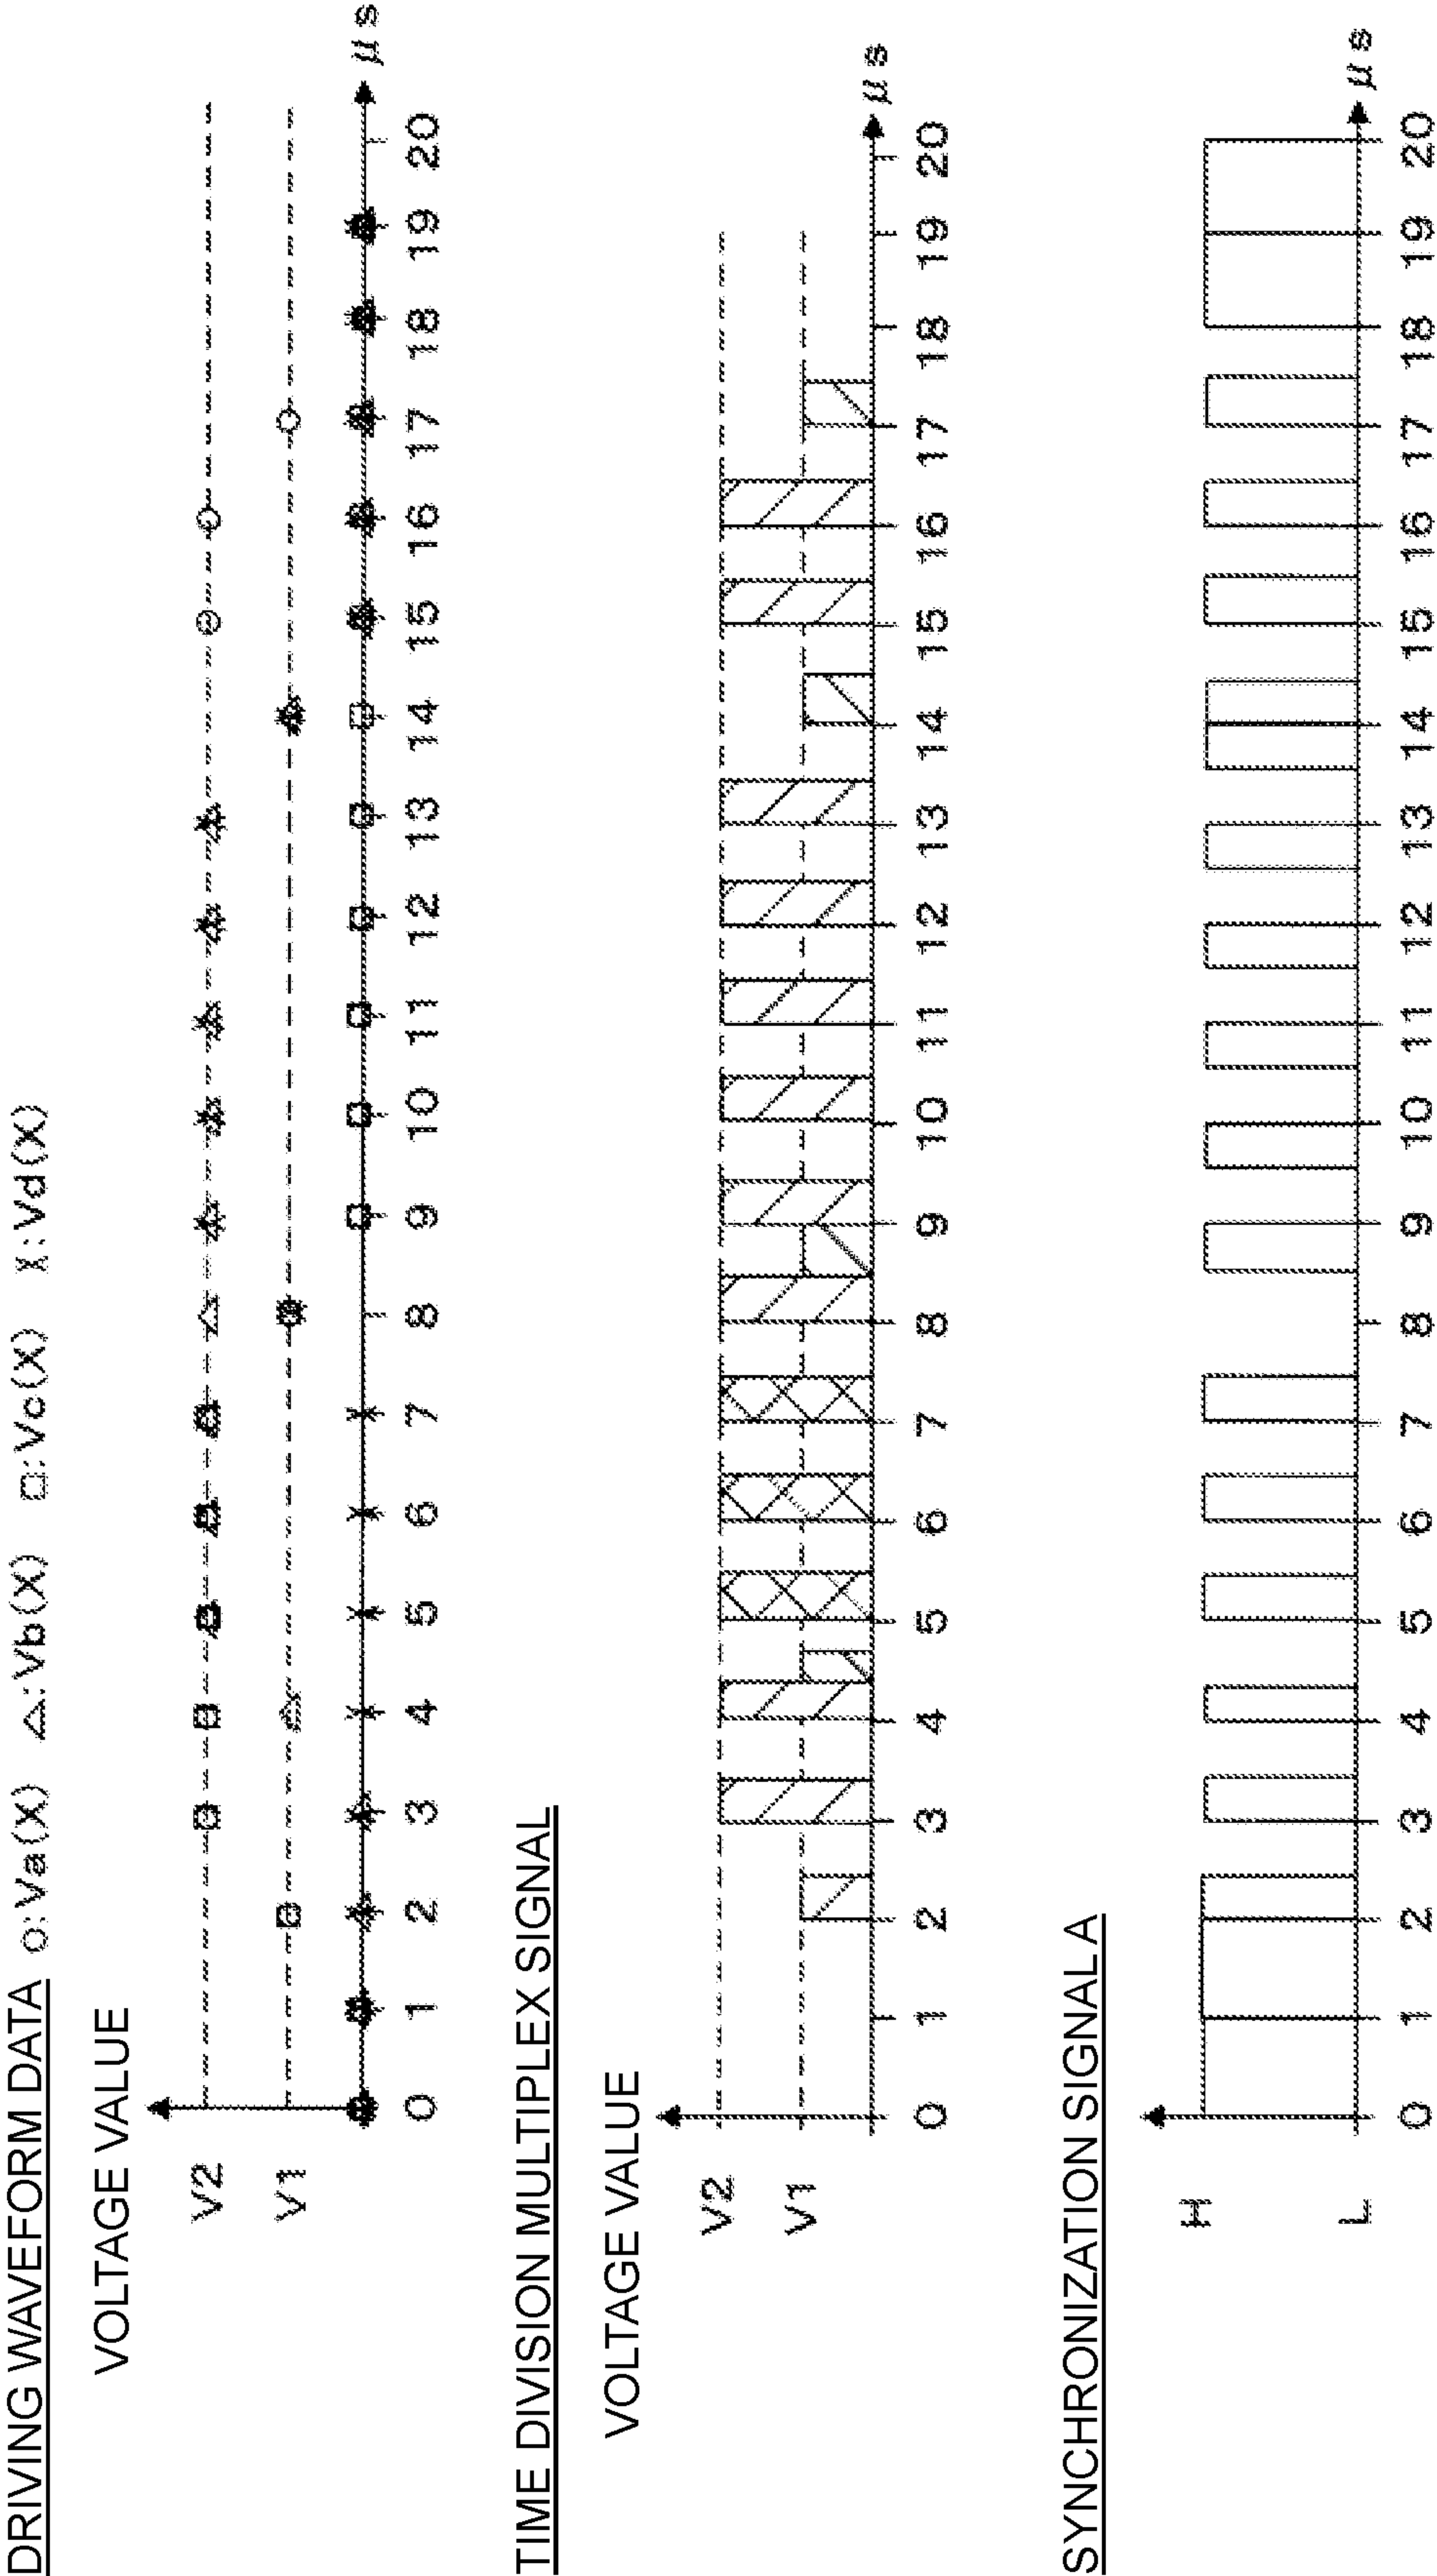 DRIVING WAVEFORM DATA ○:Va(X) △:Vb(X) □:Vc(X) X:Vd(X)
VOLTAGE VALUE
V2
V1
0 1 2 3 4 5 6 7 8 9 10 11 12 13 14 15 16 17 18 19 20 μs
TIME DIVISION MULTIPLEX SIGNAL
VOLTAGE VALUE
V2
V1
0 1 2 3 4 5 6 7 8 9 10 11 12 13 14 15 16 17 18 19 20 μs
SYNCHRONIZATION SIGNAL A
H
L
0 1 2 3 4 5 6 7 8 9 10 11 12 13 14 15 16 17 18 19 20 μs